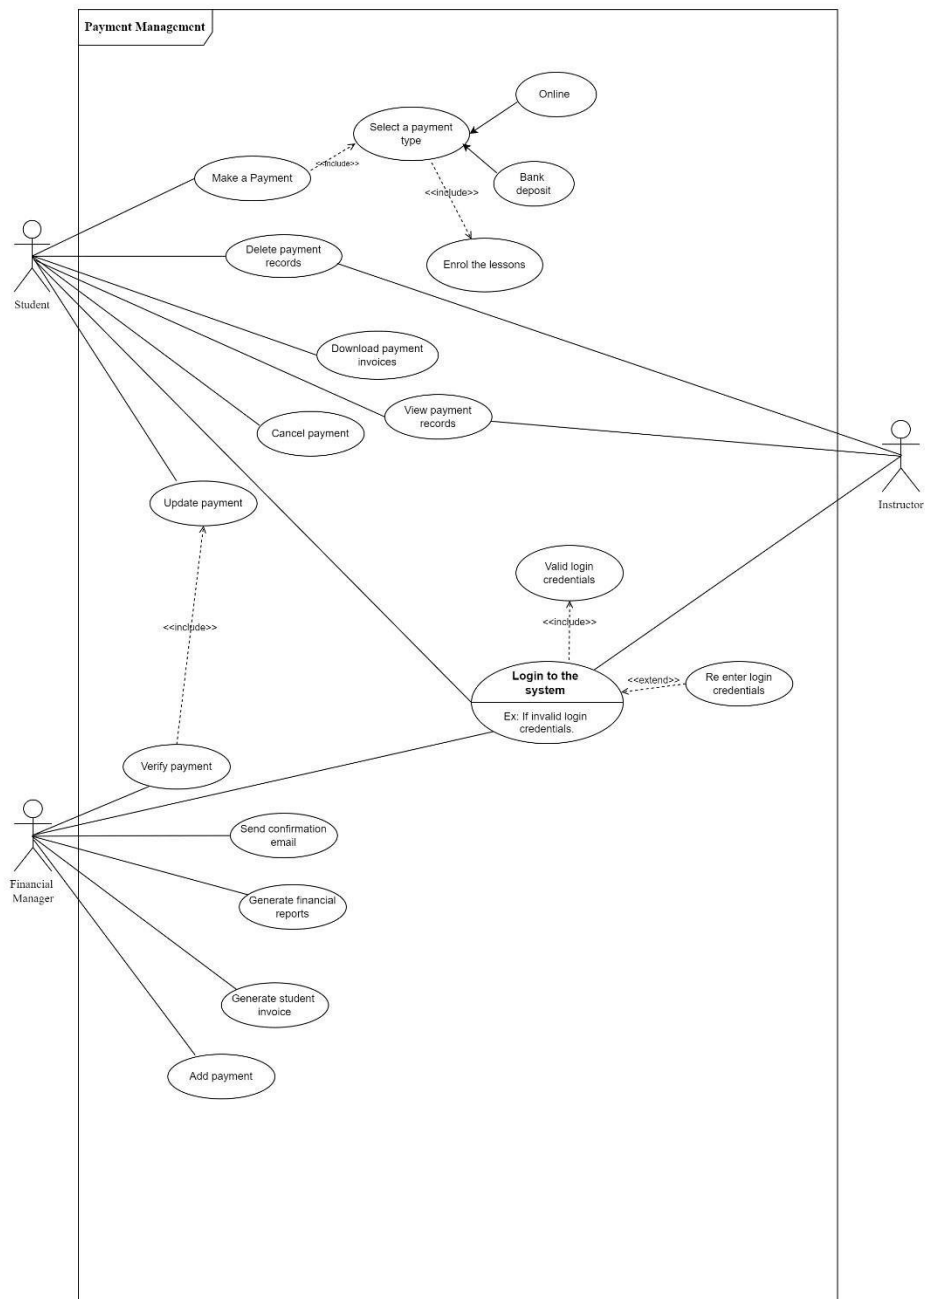 Payment Management
Online
Select a payment
type
<<include>>
Make a Payment
Bank
deposit
<<include>>
Delete payment
records
Enrol the lessons
Student
Download payment
invoices
View payment
records
Cancel payment
Update payment
Instructor
Valid login
credentials
<<include>>
<<include>>
Login to the
system
Ex: If invalid login
credentials.
<<extend>>
Re enter login
credentials
Verify payment
Send confirmation
email
Financial
Manager
Generate financial
reports
Generate student
invoice
Add payment